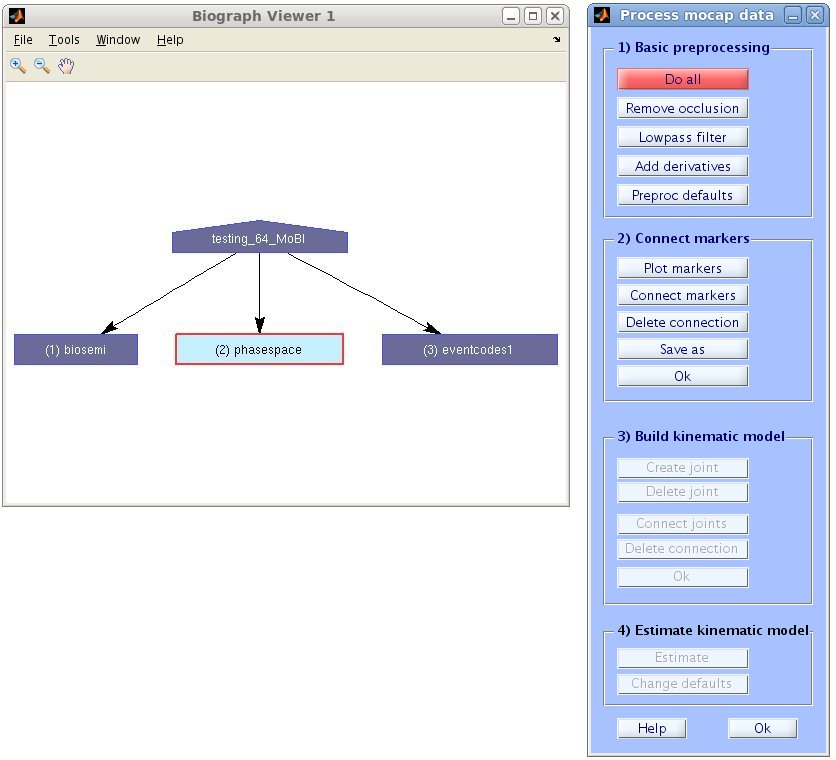 Biograph Viewer 1
File Tools Window Help
testing_64_MoBI
(1) biosemi
(2) phasespace
(3) eventcodes1
Process mocap data
1) Basic preprocessing
Do all
Remove occlusion
Lowpass filter
Add derivatives
Preproc defaults
2) Connect markers
Plot markers
Connect markers
Delete connection
Save as
Ok
3) Build kinematic model
Create joint
Delete joint
Connect joints
Delete connection
Ok
4) Estimate kinematic model
Estimate
Change defaults
Help
Ok